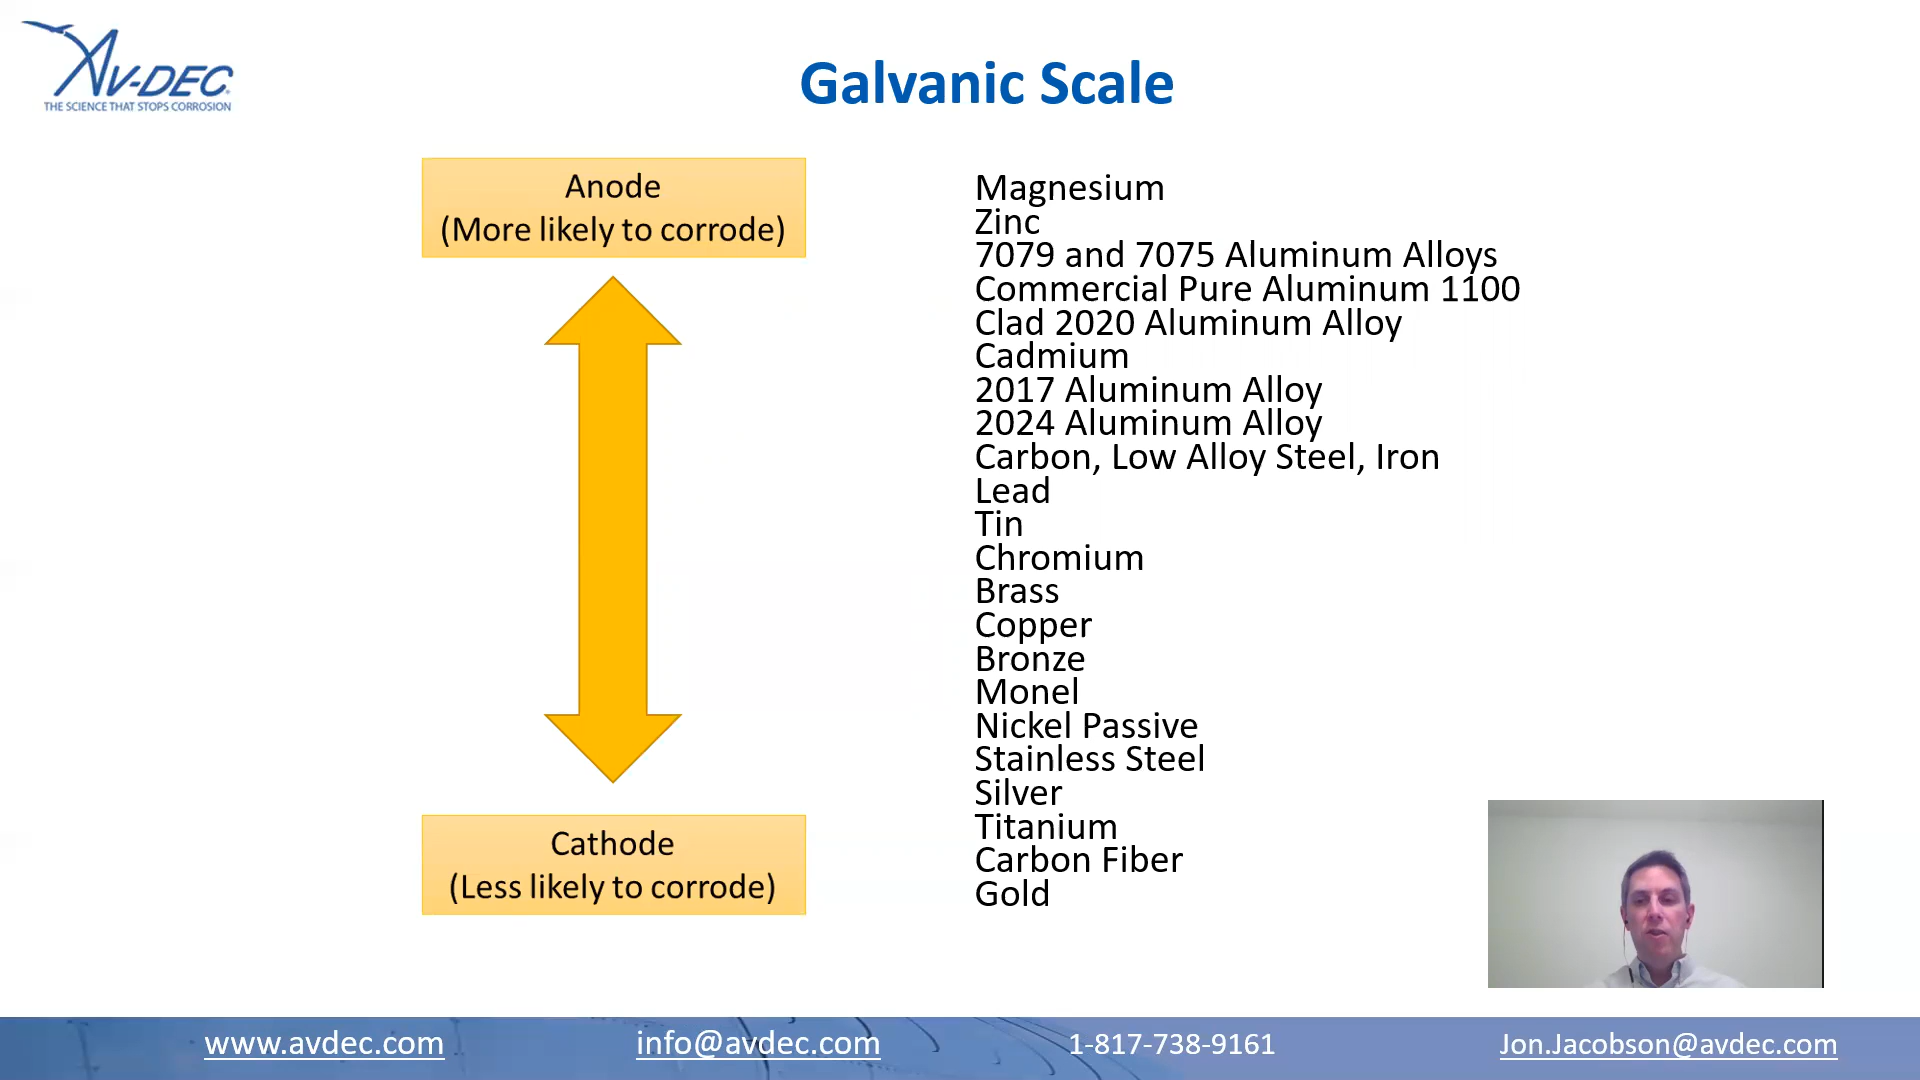 AV-DEC®
THE SCIENCE THAT STOPS CORROSION
Galvanic Scale
Anode
(More likely to corrode)
Cathode
(Less likely to corrode)
Magnesium
Zinc
7079 and 7075 Aluminum Alloys
Commercial Pure Aluminum 1100
Clad 2020 Aluminum Alloy
Cadmium
2017 Aluminum Alloy
2024 Aluminum Alloy
Carbon, Low Alloy Steel, Iron
Lead
Tin
Chromium
Brass
Copper
Bronze
Monel
Nickel Passive
Stainless Steel
Silver
Titanium
Carbon Fiber
Gold
www.avdec.com
info@avdec.com
1-817-738-9161
Jon.Jacobson@avdec.com